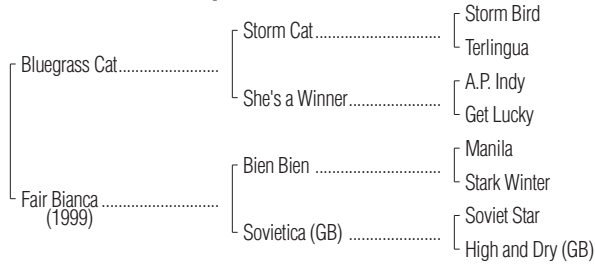 Storm Bird
Storm Cat
Terlingua
Bluegrass Cat
A.P. Indy
She's a Winner
Get Lucky
Manila
Bien Bien
Stark Winter
Fair Bianca
(1999)
Soviet Star
Sovietica (GB)
High and Dry (GB)